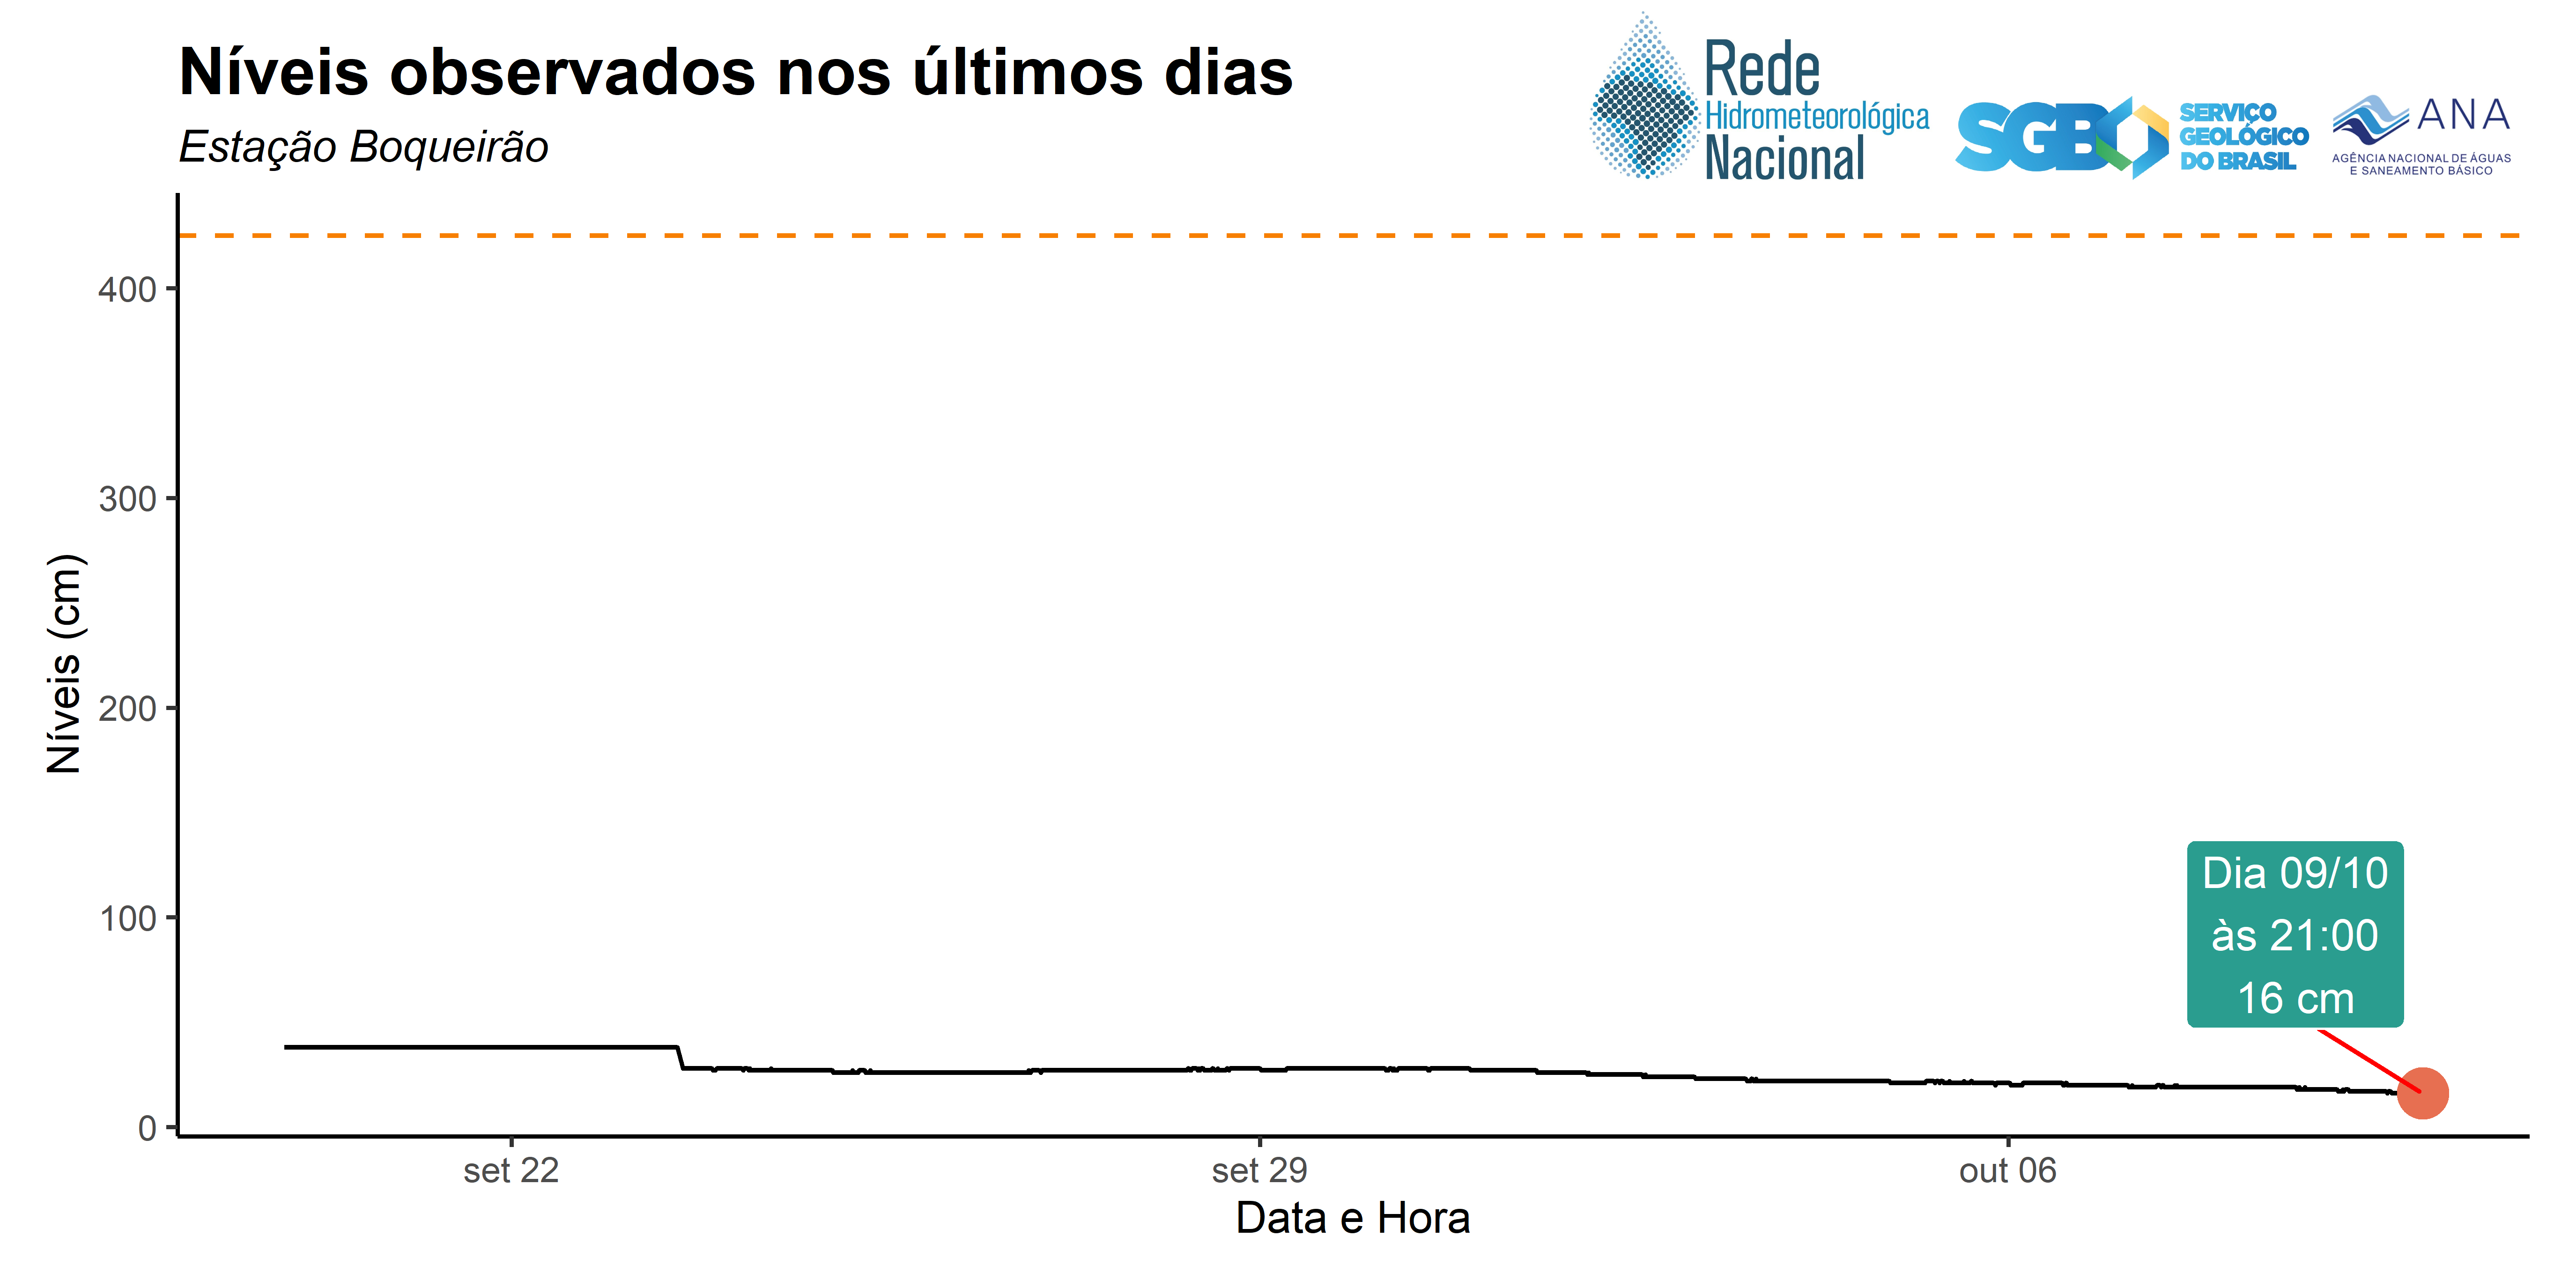 Níveis observados nos últimos dias
Estação Boqueirão
Rede
Hidrometeorológica
Nacional
SGB
SERVIÇO
GEOLÓGICO
DO BRASIL
ANA
AGÊNCIA NACIONAL DE ÁGUAS
E SANEAMENTO BÁSICO
Níveis (cm)
400
300
200
100
0
Dia 09/10
às 21:00
16 cm
set 22
set 29
out 06
Data e Hora